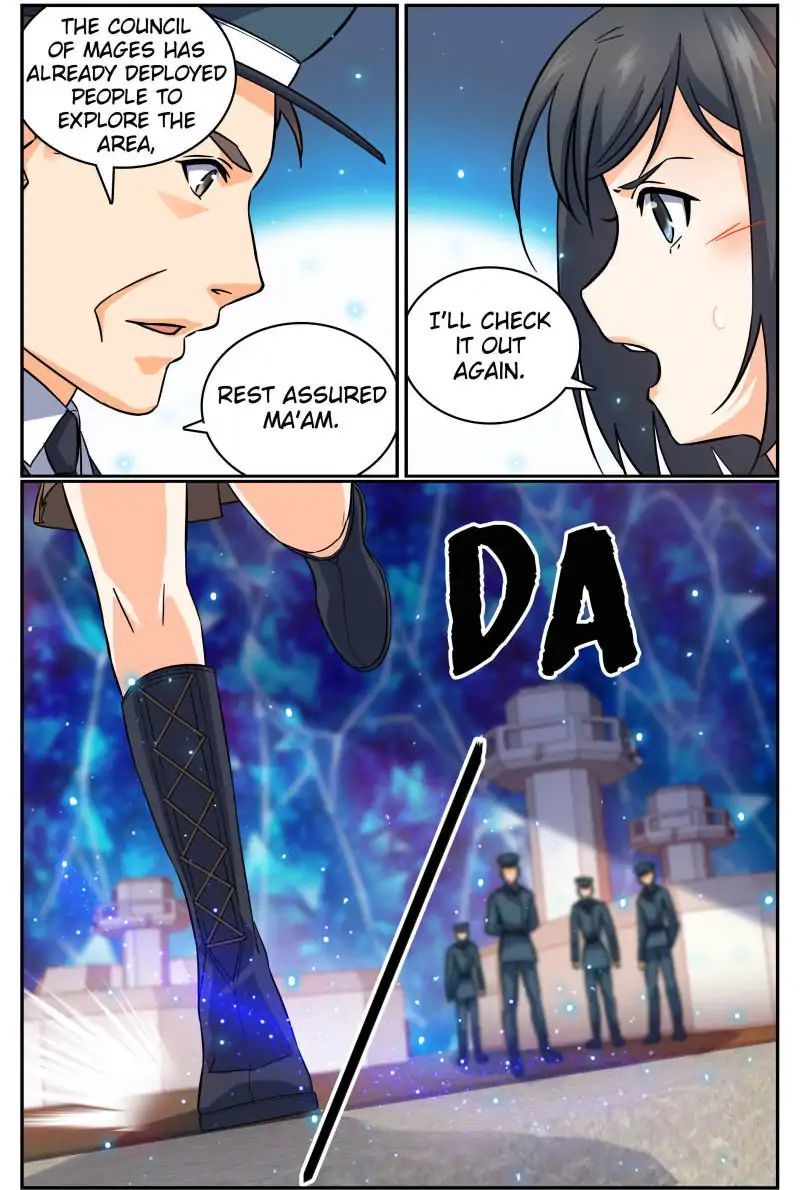 THE COUNCIL
OF MAGES HAS
ALREADY DEPLOYED
PEOPLE TO
EXPLORE THE
AREA,
REST ASSURED
MA'AM.
I'LL CHECK
IT OUT
AGAIN.
DA